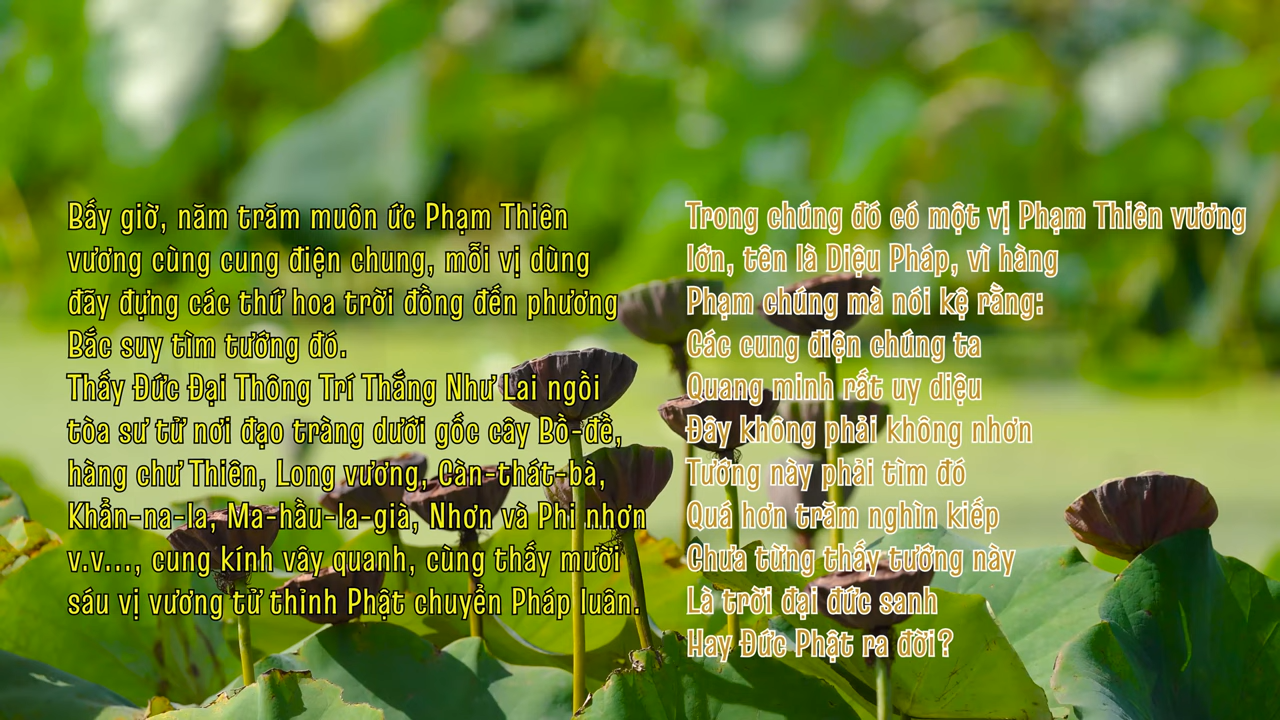 Bấy giờ, năm trăm muôn ức Phạm Thiên
vương cùng cung điện chung, mỗi vị dùng
đãy đựng các thứ hoa trời đồng đến phương
Bắc suy tìm tướng đó.
Thấy Đức Đại Thông Trí Thắng Như Lai ngồi
tòa sư tử nơi đạo tràng dưới gốc cây Bồ-đề,
hàng chư Thiên, Long vương, Càn-thát-bà,
Khẩn-na-la, Ma-hầu-la-già, Nhơn và Phi nhơn
v.v..., cung kính vây quanh, cùng thấy mười
sáu vị vương tử thỉnh Phật chuyển Pháp luân.
Trong chúng đó có một vị Phạm Thiên vương
lớn, tên là Diệu Pháp, vì hàng
Phạm chúng mà nói kệ rằng:
Các cung điện chúng ta
Quang minh rất uy diệu
Đây không phải không nhơn
Tướng này phải tìm đó
Quá hơn trăm nghìn kiếp
Chưa từng thấy tướng này
Là trời đại đức sanh
Hay Đức Phật ra đời?